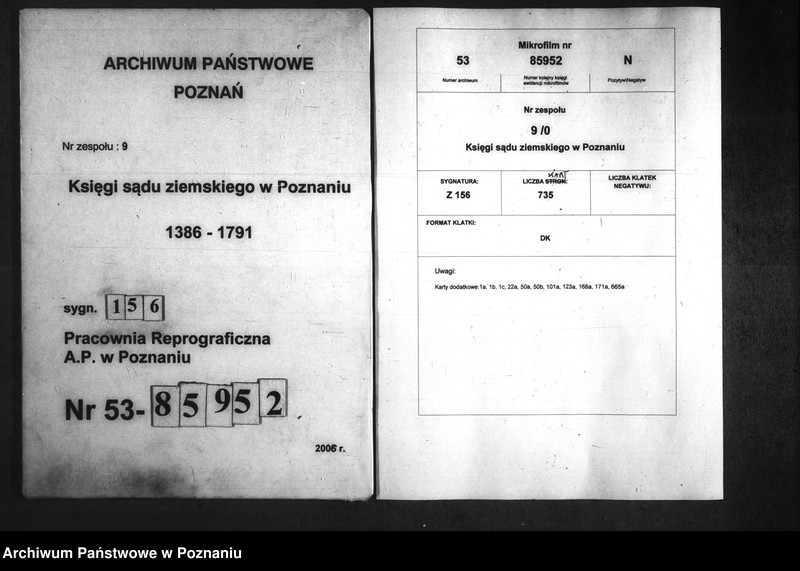 ARCHIWUM PAŃSTWOWE
POZNAŃ
Nr zespołu : 9
Księgi sądu ziemskiego w Poznaniu
1386 - 1791
sygn. 156
Pracownia Reprograficzna
A.P. w Poznaniu
Nr 53-85952
2006 r.
Mikrofilm nr
53 85952 N
Numer archiwum Numer kolejny księgi ewidencji mikrofilmów Pozytyw\Negatyw
Nr zespołu
9 /0
Księgi sądu ziemskiego w Poznaniu
KART
SYGNATURA: LICZBA STRON: LICZBA KLATEK NEGATYWU:
Z 156 735
FORMAT KLATKI:
DK
Uwagi:
Karty dodatkowe:1a, 1b, 1c, 22a, 50a, 50b, 101a, 123a, 168a, 171a, 665a
Archiwum Państwowe w Poznaniu